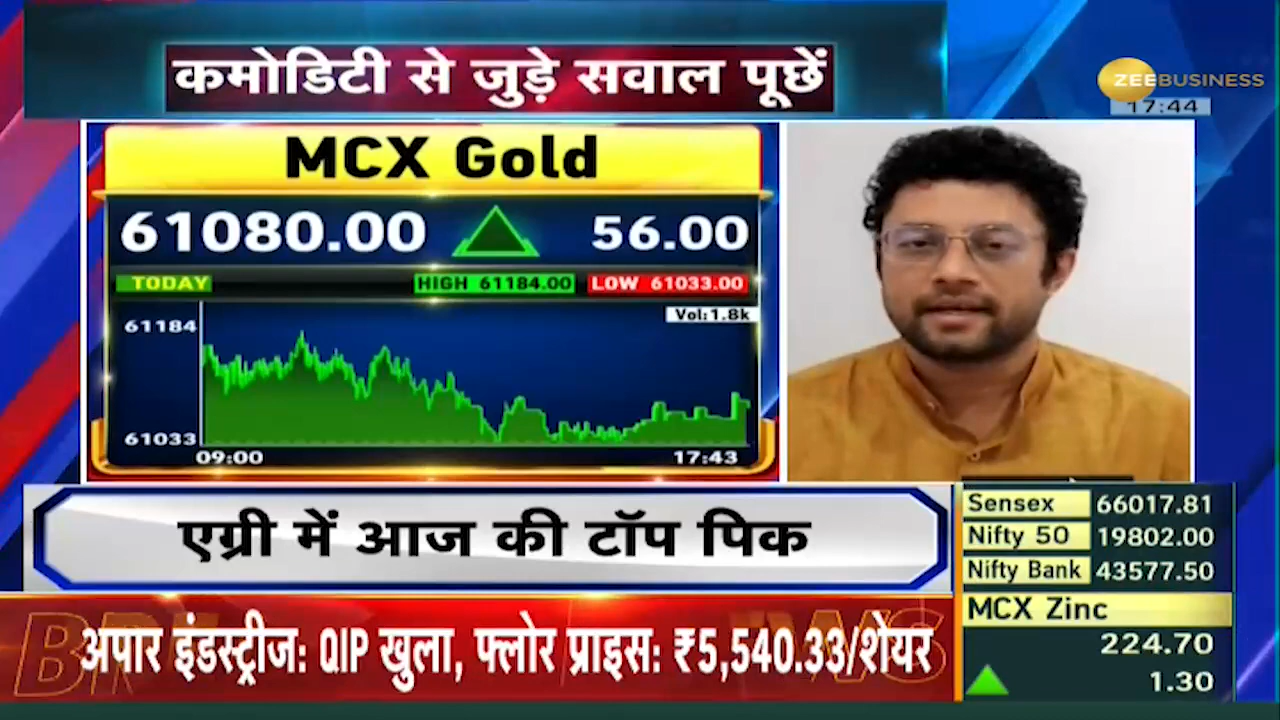 कमोडिटी से जुड़े सवाल पूछें
ZEEBUSINESS
17:44
MCX Gold
61080.00 56.00
TODAY HIGH 61184.00 LOW 61033.00
Vol:1.8k
61184
61033
09:00 17:43
एग्री में आज की टॉप पिक
Sensex 66017.81
Nifty 50 19802.00
Nifty Bank 43577.50
MCX Zinc
224.70
1.30
अपार इंडस्ट्रीज: QIP खुला, फ्लोर प्राइस: ₹5,540.33/शेयर